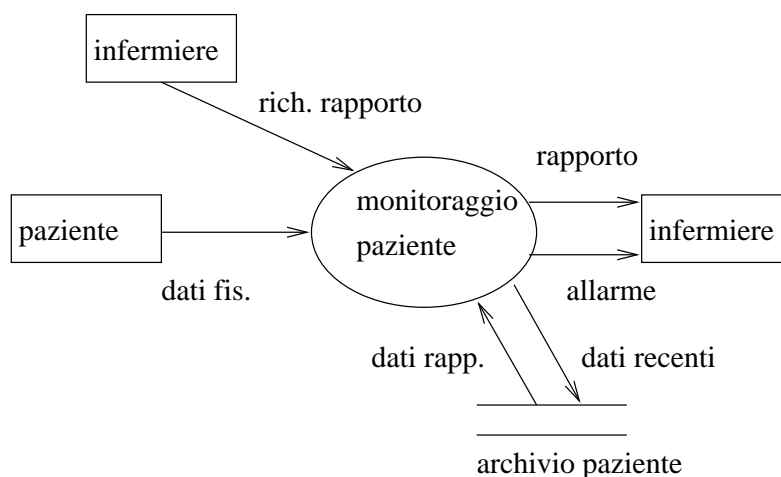 infermiere
rich. rapporto
rapporto
monitoraggio
paziente
paziente
infermiere
dati fis.
allarme
dati rapp.
dati recenti
archivio paziente